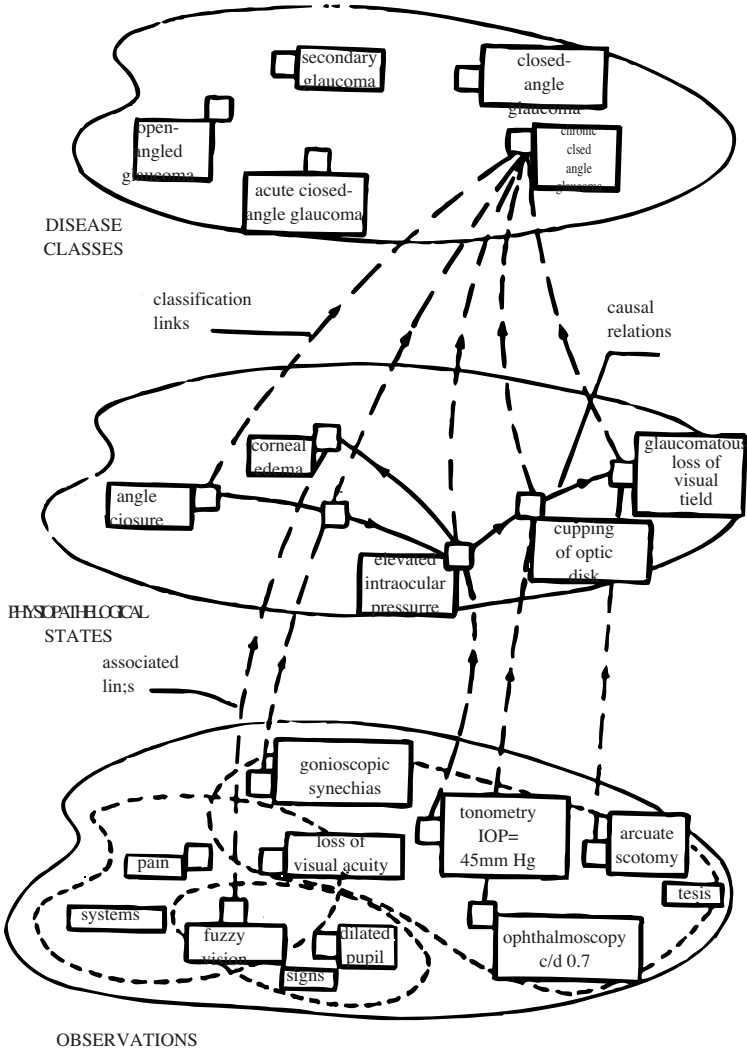 secondary
glaucoma
closed-
angle
glaucoma
open-
angled
glaucoma
chronic
clsed
angle
glaucoma
acute ciosed-
angle glaucoma
DISEASE
CLASSES
classification
links
causal
relations
corneal
edema
glaucomatous
loss of
visual
tield
angle
ciosure
cupping
of optic
disk
elevated
intraocular
pressurre
PHYSIOPATHELOGICAL
STATES
associated
lin;s
gonioscopic
synechias
tonometry
IOP=
45mm Hg
arcuate
scotomy
loss of
visual acuity
pain
tesis
systems
fuzzy
vision
dilated
pupil
signs
ophthalmoscopy
c/d 0.7
OBSERVATIONS